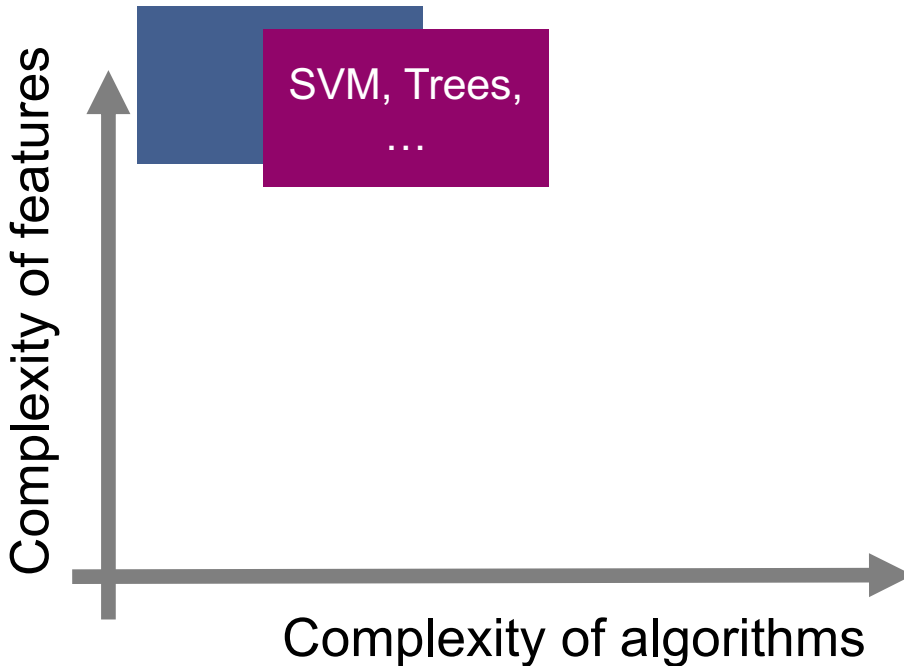 SVM, Trees,
…
Complexity of features
Complexity of algorithms